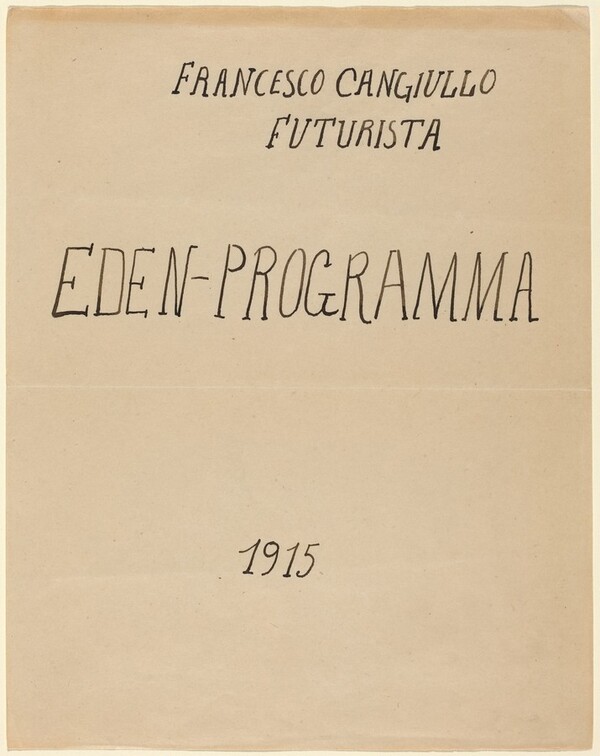 FRANCESCO CANGIULLO
FUTURISTA
EDEN-PROGRAMMA
1915